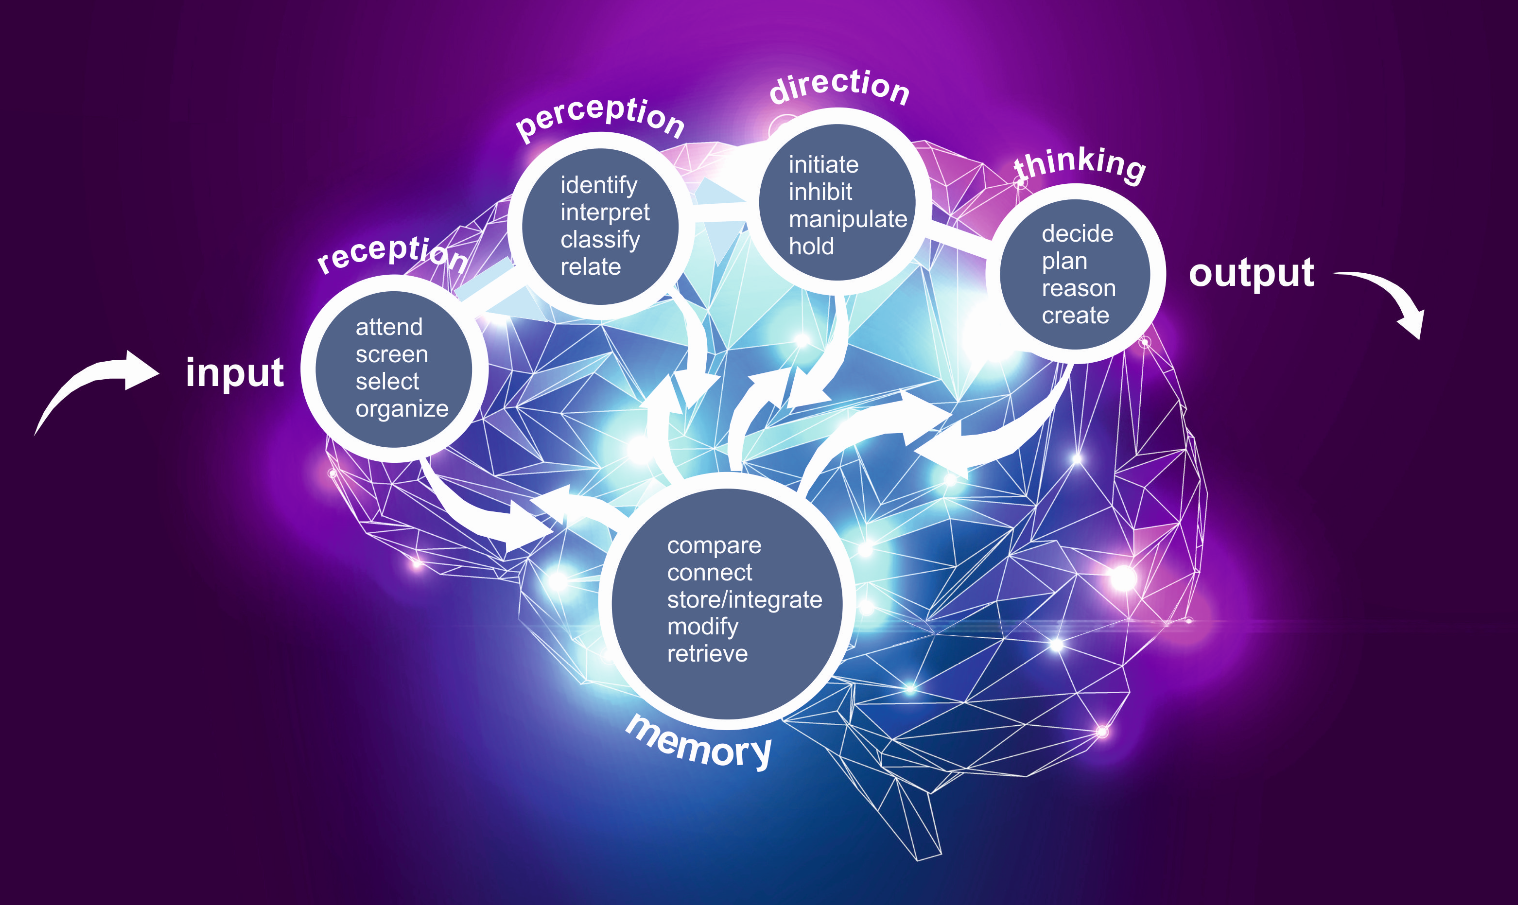 input
reception
attend
screen
select
organize
perception
identify
interpret
classify
relate
direction
initiate
inhibit
manipulate
hold
thinking
decide
plan
reason
create
output
compare
connect
store/integrate
modify
retrieve
memory